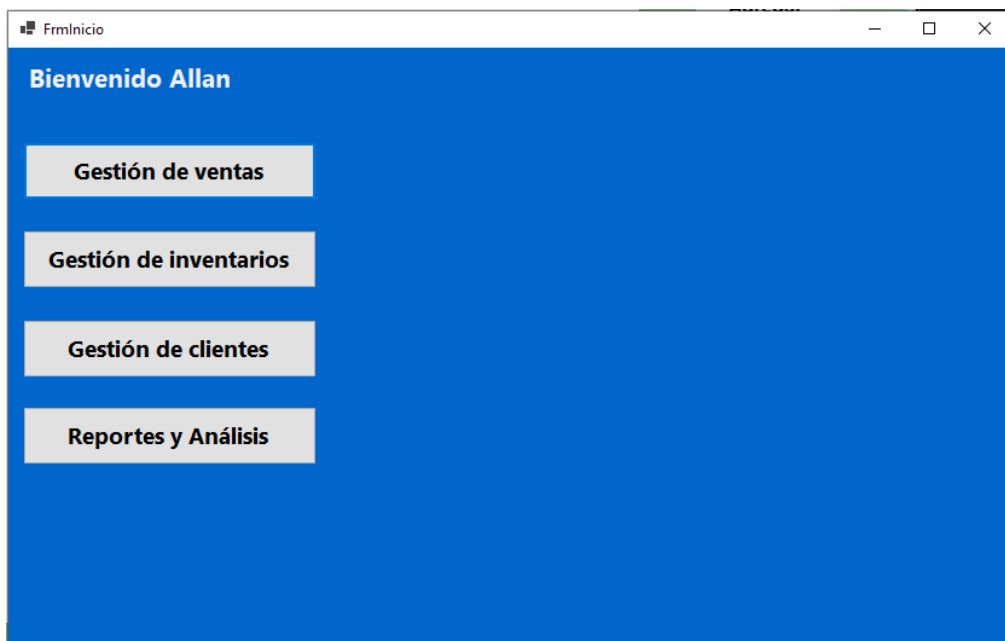 FrmInicio
Bienvenido Allan
Gestión de ventas
Gestión de inventarios
Gestión de clientes
Reportes y Análisis